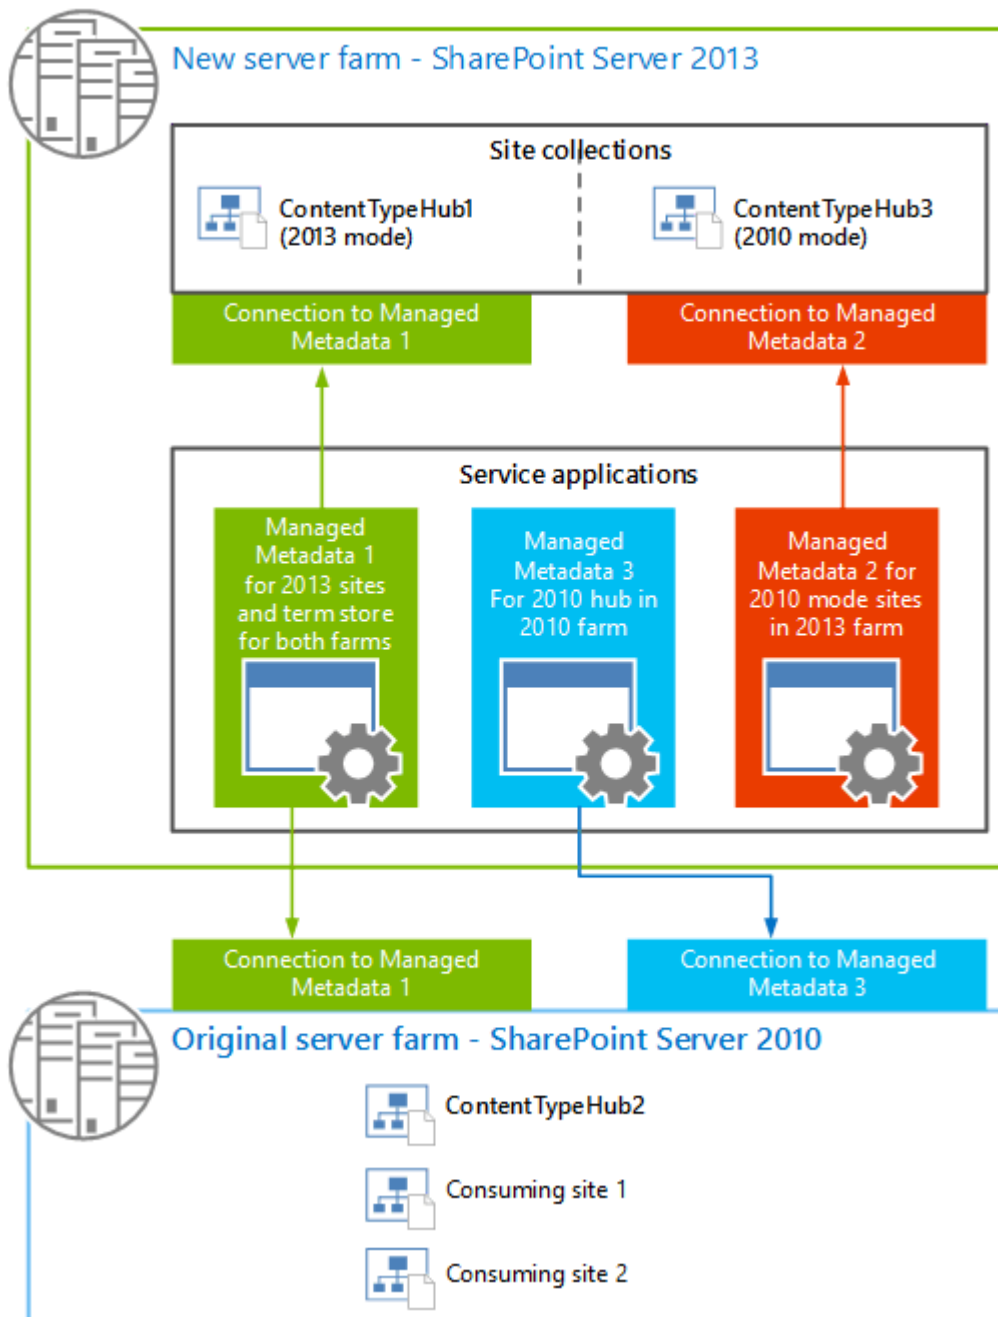 New server farm - SharePoint Server 2013
Site collections
ContentTypeHub1
(2013 mode)
ContentTypeHub3
(2010 mode)
Connection to Managed
Metadata 1
Connection to Managed
Metadata 2
Service applications
Managed
Metadata 1
for 2013 sites
and term store
for both farms
Managed
Metadata 3
For 2010 hub in
2010 farm
Managed
Metadata 2 for
2010 mode sites
in 2013 farm
Connection to Managed
Metadata 1
Connection to Managed
Metadata 3
Original server farm - SharePoint Server 2010
ContentTypeHub2
Consuming site 1
Consuming site 2